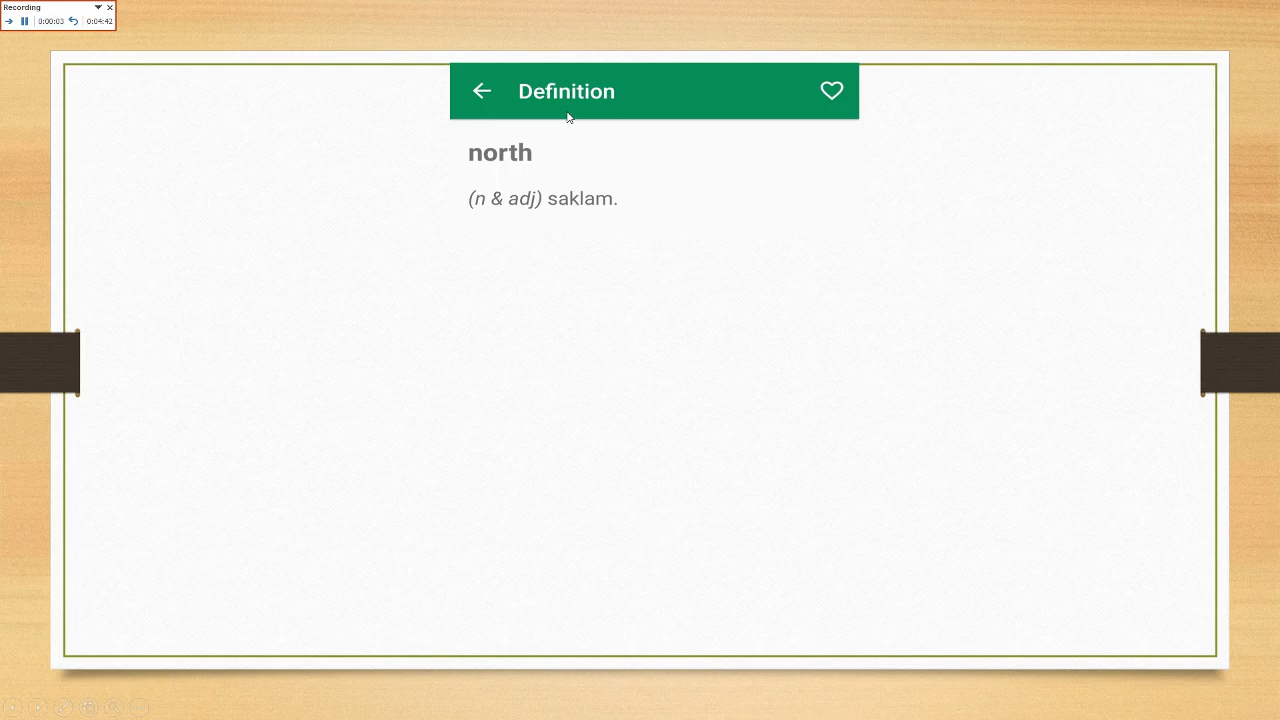 Recording
0:00:03 0:04:42
Definition
north
(n & adj) saklam.